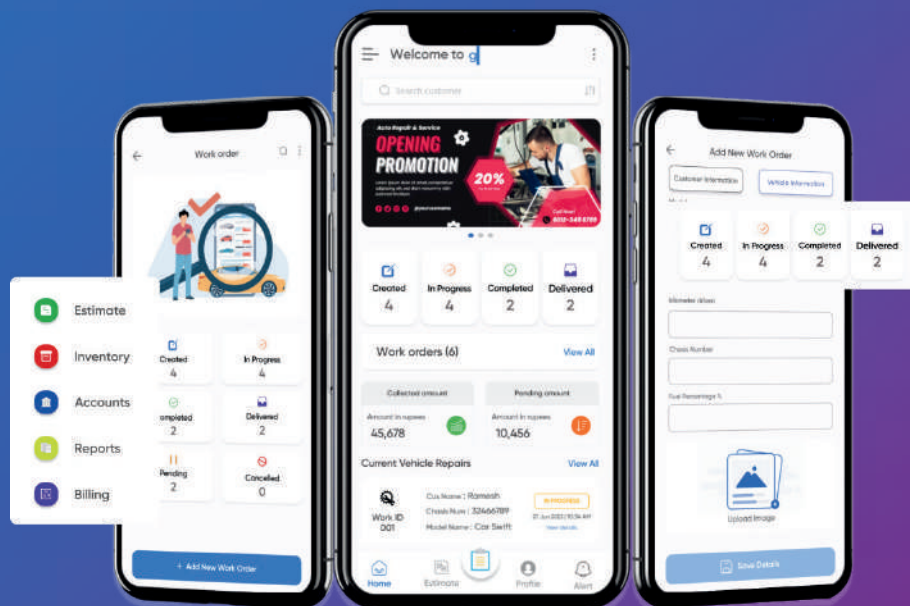 Estimate
Inventory
Accounts
Reports
Billing
Work order
Created
4
In Progress
4
Completed
2
Delivered
2
Pending
2
Cancelled
0
+ Add New Work Order
Welcome to g
Search customer
Auto Repair & Service
OPENING
PROMOTION
20%
Call Now!
Created
4
In Progress
4
Completed
2
Delivered
2
Work orders (6)
View All
Collected amount
Amount in rupees
45,678
Pending amount
Amount in rupees
10,456
Current Vehicle Repairs
View All
Work ID
001
Cus Name : Ramesh
Chasis Num : 32466789
Model Name : Car Swift
IN PROGRESS
View details
Home
Estimate
Profile
Alert
Add New Work Order
Customer Information
Vehicle Information
Created
4
In Progress
4
Completed
2
Delivered
2
Chasis Number
Fuel Percentage %
Upload Image
Save Details